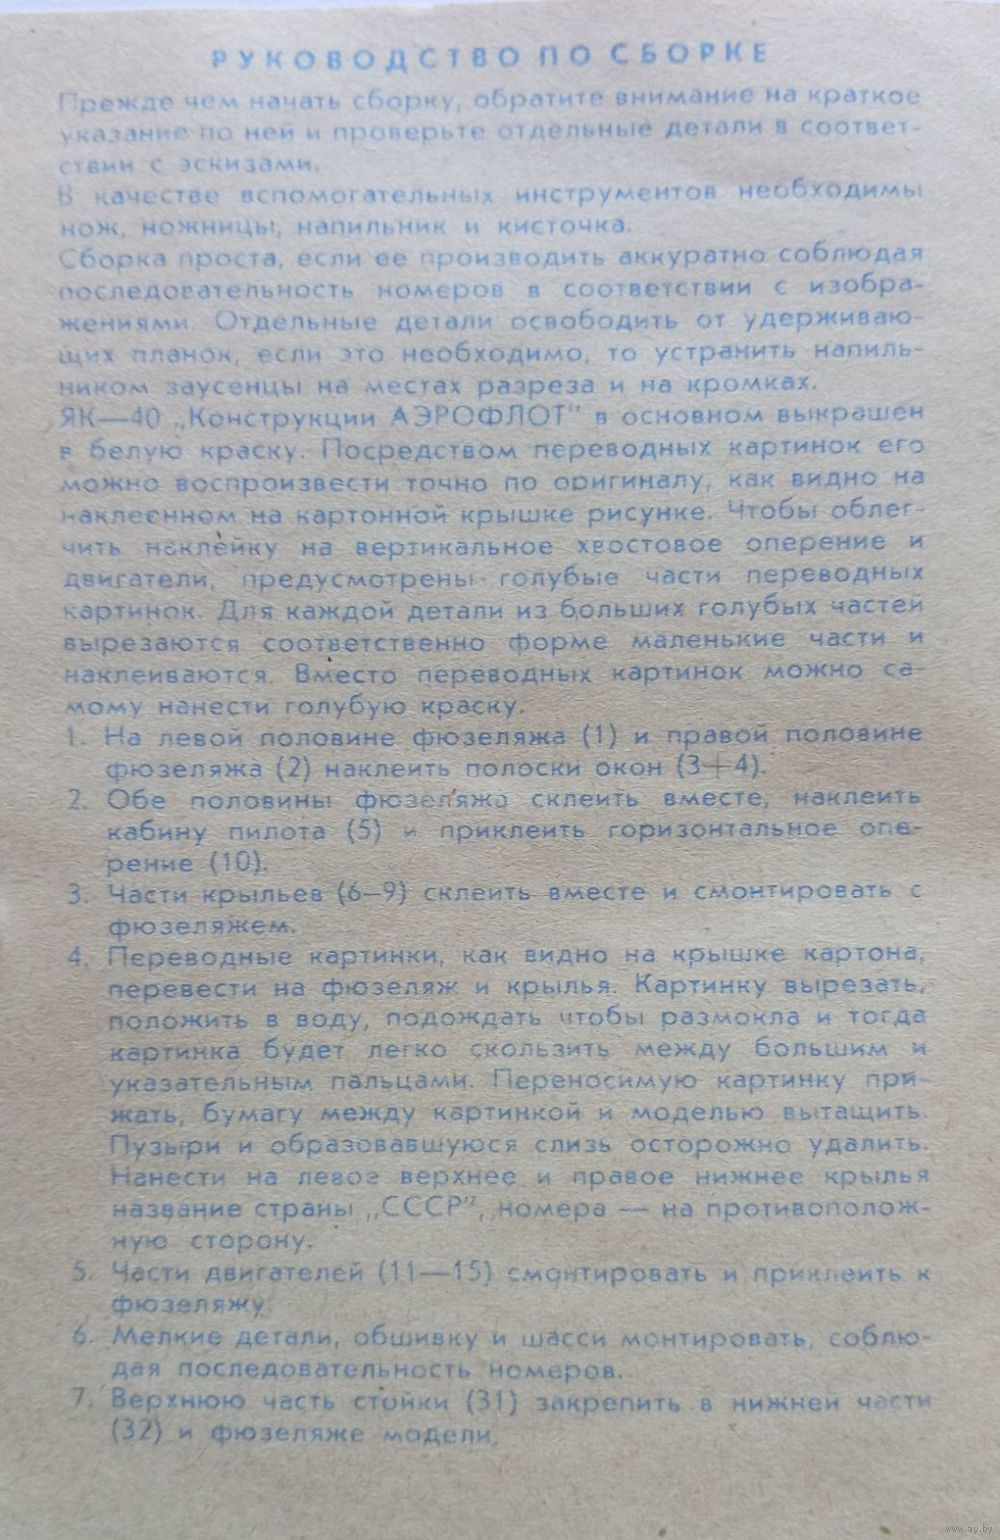 РУКОВОДСТВО ПО СБОРКЕ
Прежде чем начать сборку, обратите внимание на краткое
указание по ней и проверьте отдельные детали в соответ-
ствии с эскизами.
В качестве вспомогательных инструментов необходимы
нож, ножницы, напильник и кисточка.
Сборка проста, если ее производить аккуратно соблюдая
последовательность номеров в соответствии с изобра-
жениями. Отдельные детали освободить от удерживаю-
щих планок, если это необходимо, то устранить напиль-
ником заусенцы на местах разреза и на кромках.
ЯК—40 „Конструкции АЭРОФЛОТ" в основном выкрашен
в белую краску. Посредством переводных картинок его
можно воспроизвести точно по оригиналу, как видно на
наклеенном на картонной крышке рисунке. Чтобы облег-
чить наклейку на вертикальное хвостовое оперение и
двигатели, предусмотрены голубые части переводных
картинок. Для каждой детали из больших голубых частей
вырезаются соответственно форме маленькие части и
наклеиваются. Вместо переводных картинок можно са-
мому нанести голубую краску.
1. На левой половине фюзеляжа (1) и правой половине
фюзеляжа (2) наклеить полоски окон (3+4).
2. Обе половины фюзеляжа склеить вместе, наклеить
кабину пилота (5) и приклеить горизонтальное опе-
рение (10).
3. Части крыльев (6—9) склеить вместе и смонтировать с
фюзеляжем.
4. Переводные картинки, как видно на крышке картона,
перевести на фюзеляж и крылья. Картинку вырезать,
положить в воду, подождать чтобы размокла и тогда
картинка будет легко скользить между большим и
указательным пальцами. Переносимую картинку при-
жать, бумагу между картинкой и моделью вытащить.
Пузыри и образовавшуюся слизь осторожно удалить.
Нанести на левое верхнее и правое нижнее крылья
название страны „СССР", номера — на противополож-
ную сторону.
5. Части двигателей (11—15) смонтировать и приклеить к
фюзеляжу.
6. Мелкие детали, обшивку и шасси монтировать, соблю-
дая последовательность номеров.
7. Верхнюю часть стойки (31) закрепить в нижней части
(32) и фюзеляже модели.
www.ay.by